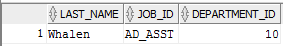 LAST_NAME JOB_ID DEPARTMENT_ID
1 Whalen AD_ASST 10